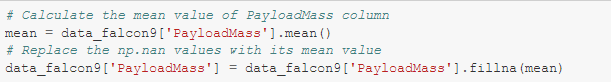 # Calculate the mean value of PayloadMass column
mean = data_falcon9['PayloadMass'].mean()
# Replace the np.nan values with its mean value
data_falcon9['PayloadMass'] = data_falcon9['PayloadMass'].fillna(mean)